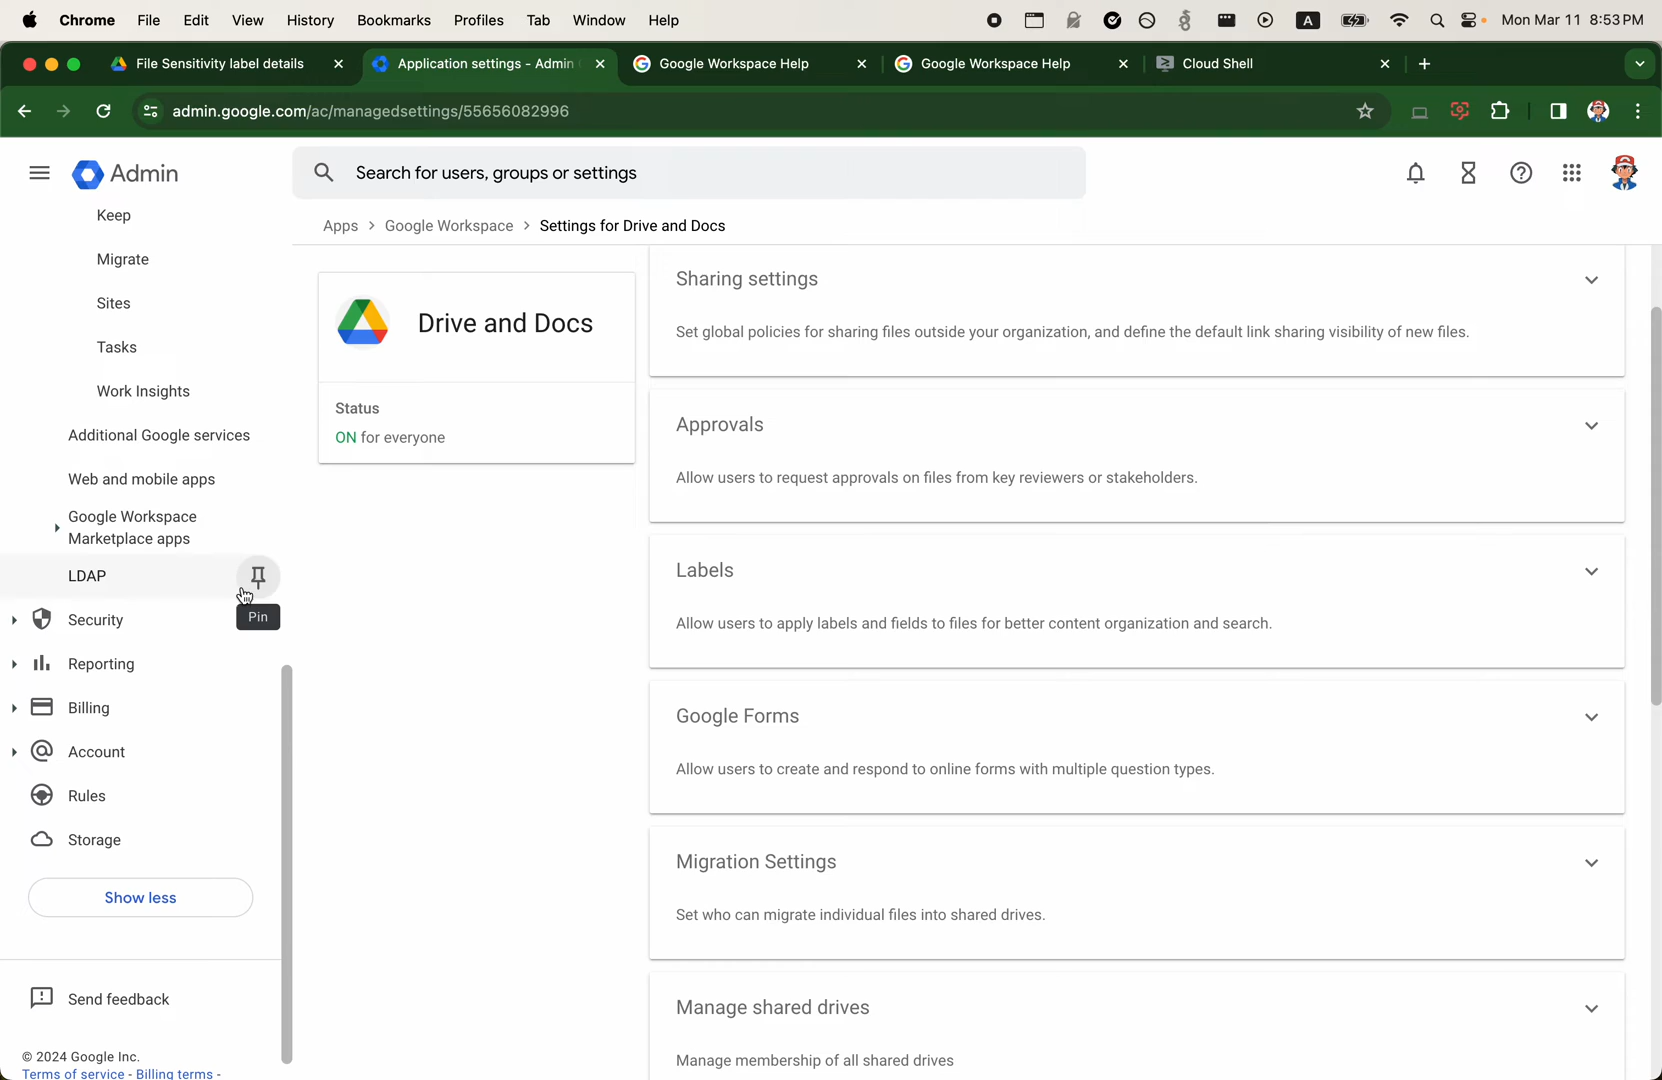 Chrome File Edit View History Bookmarks Profiles Tab Window Help
A
Mon Mar 11 8:53 PM
File Sensitivity label details
Application settings - Admin
Google Workspace Help
Google Workspace Help
Cloud Shell
admin.google.com/ac/managedsettings/55656082996
Admin
Search for users, groups or settings
Keep
Migrate
Sites
Tasks
Work Insights
Additional Google services
Web and mobile apps
Google Workspace
Marketplace apps
LDAP
Pin
Security
Reporting
Billing
Account
Rules
Storage
Show less
Send feedback
© 2024 Google Inc.
Terms of service - Billing terms -
Apps > Google Workspace > Settings for Drive and Docs
Drive and Docs
Status
ON for everyone
Sharing settings
Set global policies for sharing files outside your organization, and define the default link sharing visibility of new files.
Approvals
Allow users to request approvals on files from key reviewers or stakeholders.
Labels
Allow users to apply labels and fields to files for better content organization and search.
Google Forms
Allow users to create and respond to online forms with multiple question types.
Migration Settings
Set who can migrate individual files into shared drives.
Manage shared drives
Manage membership of all shared drives